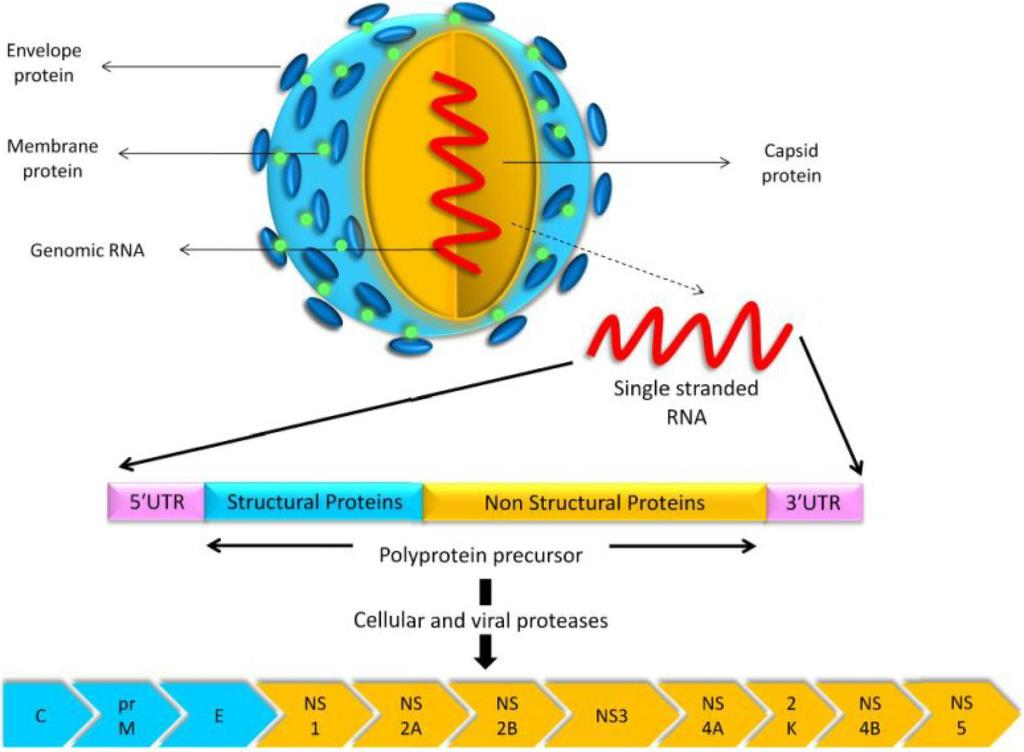 Envelope
protein
Membrane
protein
Genomic RNA
Capsid
protein
Single stranded
RNA
5'UTR
Structural Proteins
Non Structural Proteins
3'UTR
Polyprotein precursor
Cellular and viral proteases
C
pr
M
E
NS
1
NS
2A
NS
2B
NS3
NS
4A
2
K
NS
4B
NS
5